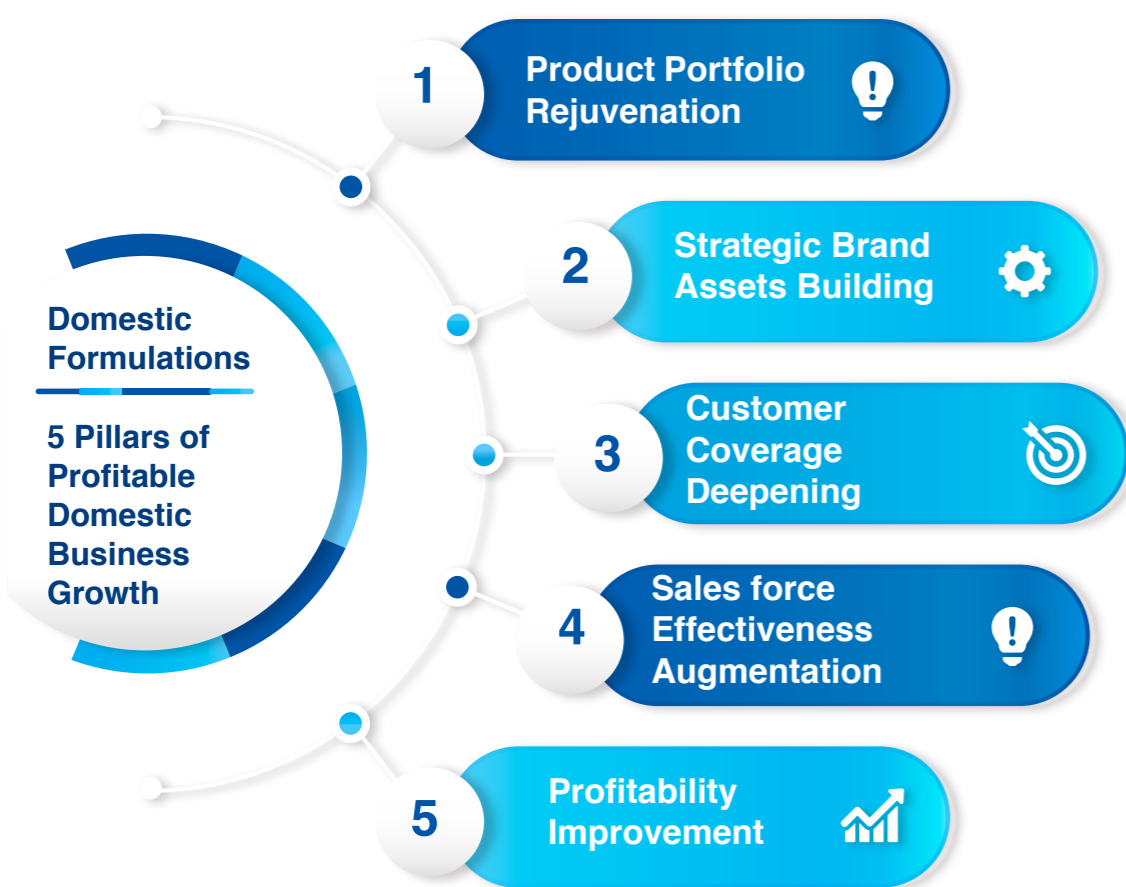 Domestic
Formulations
5 Pillars of
Profitable
Domestic
Business
Growth
1
Product Portfolio
Rejuvenation
2
Strategic Brand
Assets Building
3
Customer
Coverage
Deepening
4
Sales force
Effectiveness
Augmentation
5
Profitability
Improvement